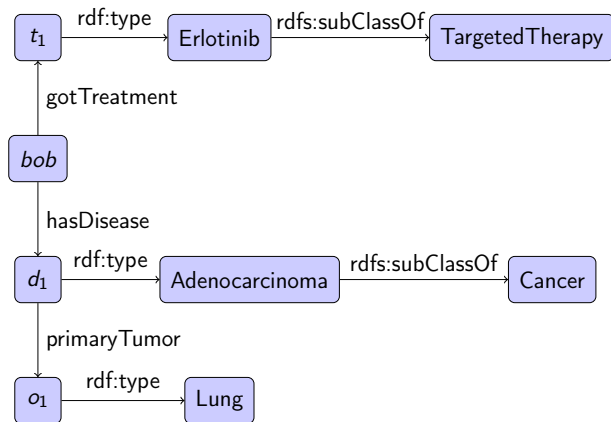 rdf:type
rdfs:subClassOf
t1
Erlotinib
TargetedTherapy
gotTreatment
bob
hasDisease
rdf:type
rdfs:subClassOf
d1
Adenocarcinoma
Cancer
primaryTumor
rdf:type
o1
Lung